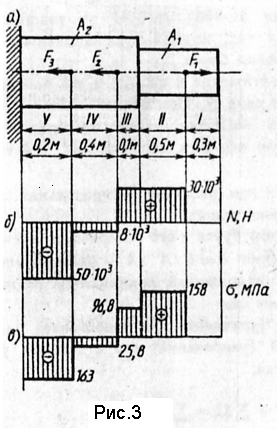 а)
A₂
A₁
F₃
F₂
F₁
V IV III II I
0,2м 0,4м 0,1м 0,5м 0,3м
30·10³
б)
N, Н
8·10³
50·10³
96,8
158
σ, МПа
в)
25,8
163
Рис.3